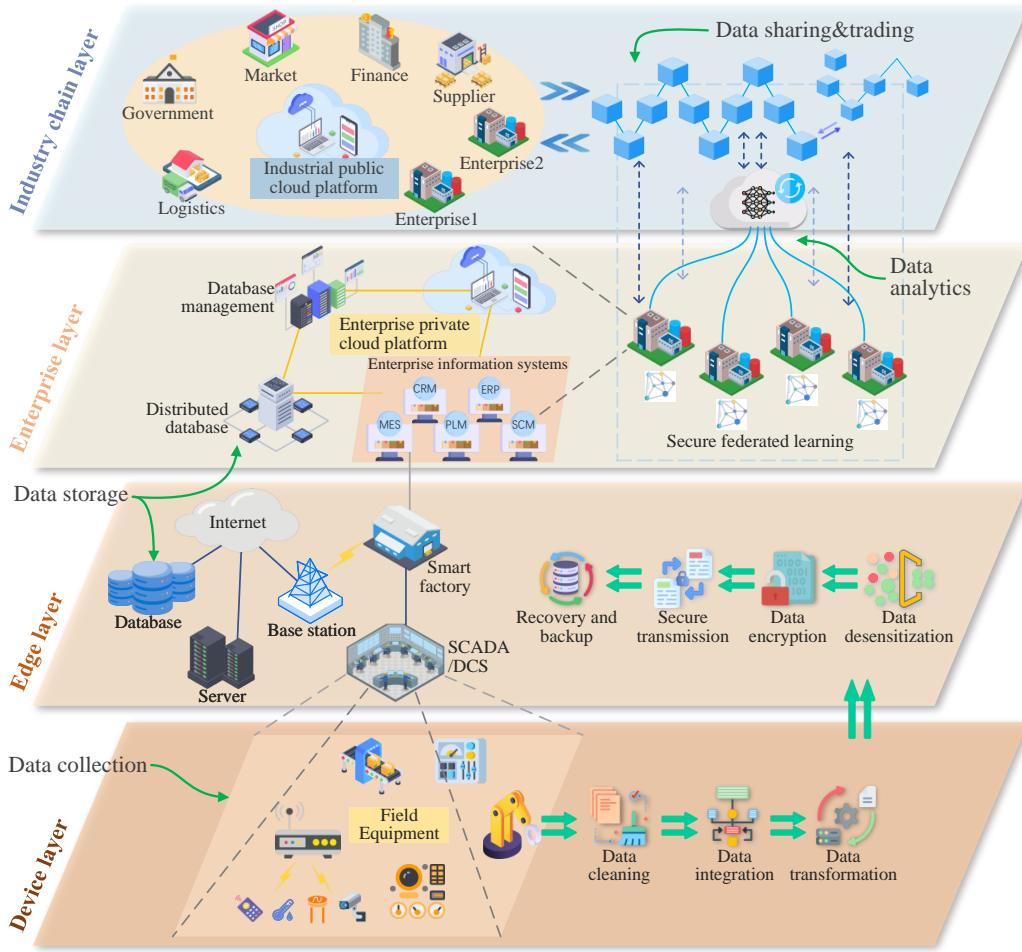 Industry chain layer
Data sharing&trading
Market
Finance
Supplier
Government
Enterprise2
Industrial public
cloud platform
Logistics
Enterprise1
Data
analytics
Enterprise layer
Database
management
Enterprise private
cloud platform
Enterprise information systems
CRM
ERP
MES
PLM
SCM
Distributed
database
Secure federated learning
Data storage
Edge layer
Internet
Smart
factory
Database
Base station
Server
SCADA
/DCS
Recovery and
backup
Secure
transmission
Data
encryption
Data
desensitization
Device layer
Data collection
Field
Equipment
Data
cleaning
Data
integration
Data
transformation